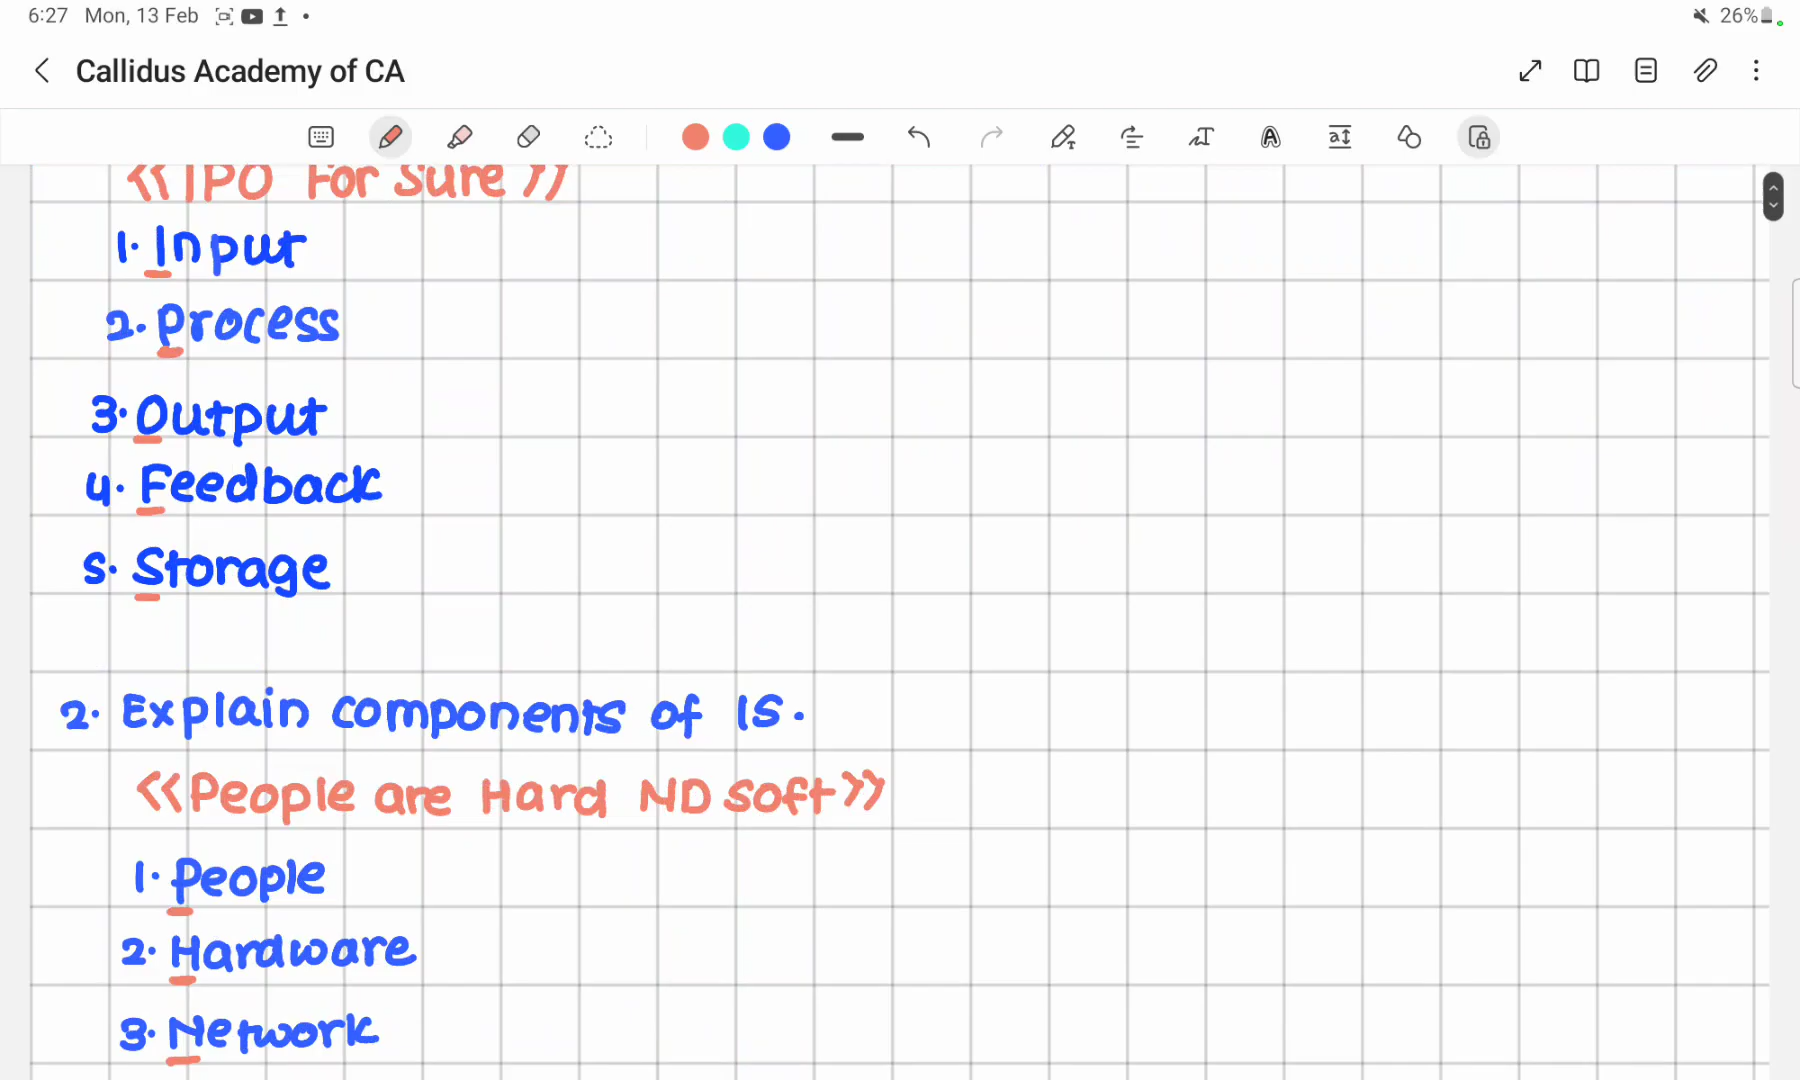 6:27 Mon, 13 Feb 26%
Callidus Academy of CA
<<IPO For Sure>>
1. Input
2. Process
3. Output
4. Feedback
5. Storage
2. Explain components of IS.
<<People are Hard ND soft>>
1. People
2. Hardware
3. Network